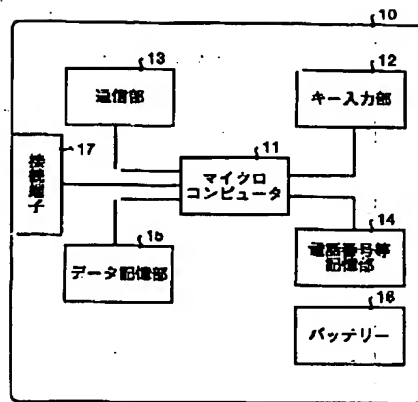 10
13
通信部
12
キー入力部
17
接続端子
11
マイクロ
コンピュータ
15
データ記憶部
14
電話番号等
記憶部
16
バッテリー